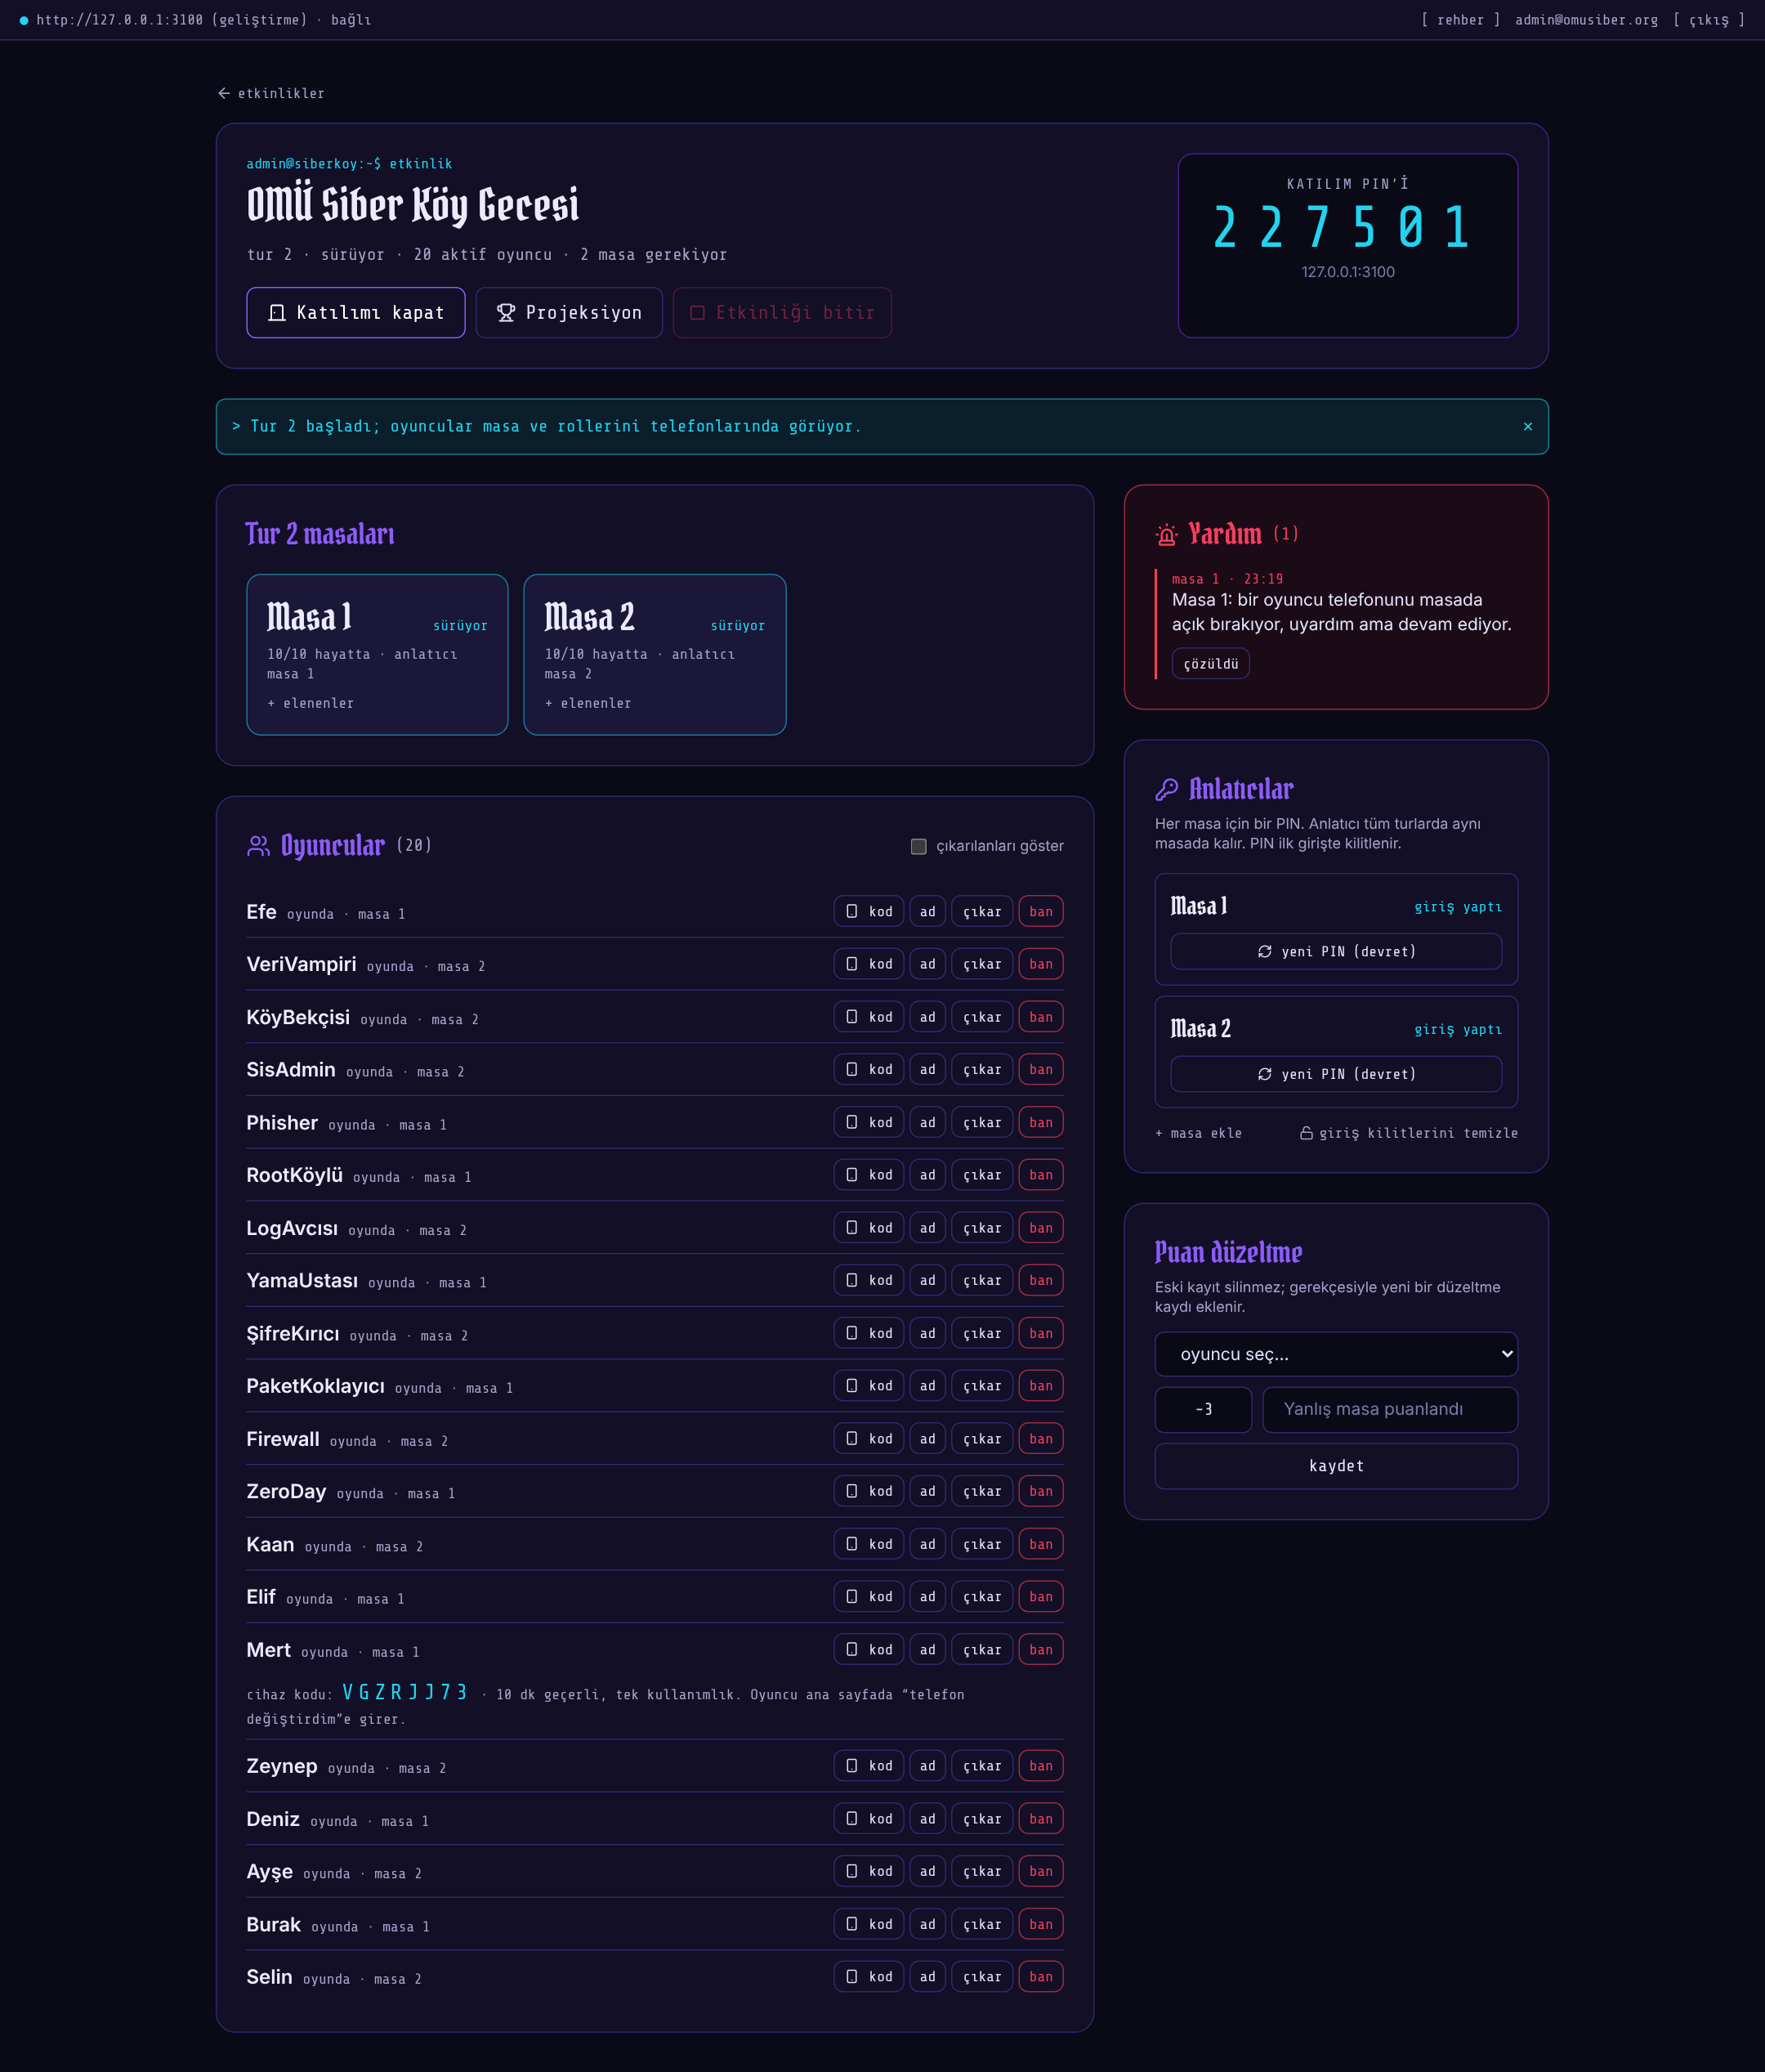 http://127.0.0.1:3100 (geliştirme) · bağlı
[ rehber ] admin@omusiber.org [ çıkış ]
← etkinlikler
admin@siberkoy:~$ etkinlik
OMÜ Siber Köy Gecesi
tur 2 · sürüyor · 20 aktif oyuncu · 2 masa gerekiyor
Katılımı kapat
Projeksiyon
Etkinliği bitir
KATILIM PIN’İ
227501
127.0.0.1:3100
> Tur 2 başladı; oyuncular masa ve rollerini telefonlarında görüyor. ×
Tur 2 masaları
Masa 1 sürüyor
10/10 hayatta · anlatıcı
masa 1
+ elenenler
Masa 2 sürüyor
10/10 hayatta · anlatıcı
masa 2
+ elenenler
Oyuncular (20)
çıkarılanları göster
Efe oyunda · masa 1 kod ad çıkar ban
VeriVampiri oyunda · masa 2 kod ad çıkar ban
KöyBekçisi oyunda · masa 2 kod ad çıkar ban
SisAdmin oyunda · masa 2 kod ad çıkar ban
Phisher oyunda · masa 1 kod ad çıkar ban
RootKöylü oyunda · masa 1 kod ad çıkar ban
LogAvcısı oyunda · masa 2 kod ad çıkar ban
YamaUstası oyunda · masa 1 kod ad çıkar ban
ŞifreKırıcı oyunda · masa 2 kod ad çıkar ban
PaketKoklayıcı oyunda · masa 1 kod ad çıkar ban
Firewall oyunda · masa 2 kod ad çıkar ban
ZeroDay oyunda · masa 1 kod ad çıkar ban
Kaan oyunda · masa 2 kod ad çıkar ban
Elif oyunda · masa 1 kod ad çıkar ban
Mert oyunda · masa 1 kod ad çıkar ban
cihaz kodu: VGZRJJ73 · 10 dk geçerli, tek kullanımlık. Oyuncu ana sayfada “telefon
değiştirdim”e girer.
Zeynep oyunda · masa 2 kod ad çıkar ban
Deniz oyunda · masa 1 kod ad çıkar ban
Ayşe oyunda · masa 2 kod ad çıkar ban
Burak oyunda · masa 1 kod ad çıkar ban
Selin oyunda · masa 2 kod ad çıkar ban
Yardım (1)
masa 1 · 23:19
Masa 1: bir oyuncu telefonunu masada
açık bırakıyor, uyardım ama devam ediyor.
çözüldü
Anlatıcılar
Her masa için bir PIN. Anlatıcı tüm turlarda aynı
masada kalır. PIN ilk girişte kilitlenir.
Masa 1 giriş yaptı
yeni PIN (devret)
Masa 2 giriş yaptı
yeni PIN (devret)
+ masa ekle
giriş kilitlerini temizle
Puan düzeltme
Eski kayıt silinmez; gerekçesiyle yeni bir düzeltme
kaydı eklenir.
oyuncu seç...
-3
Yanlış masa puanlandı
kaydet